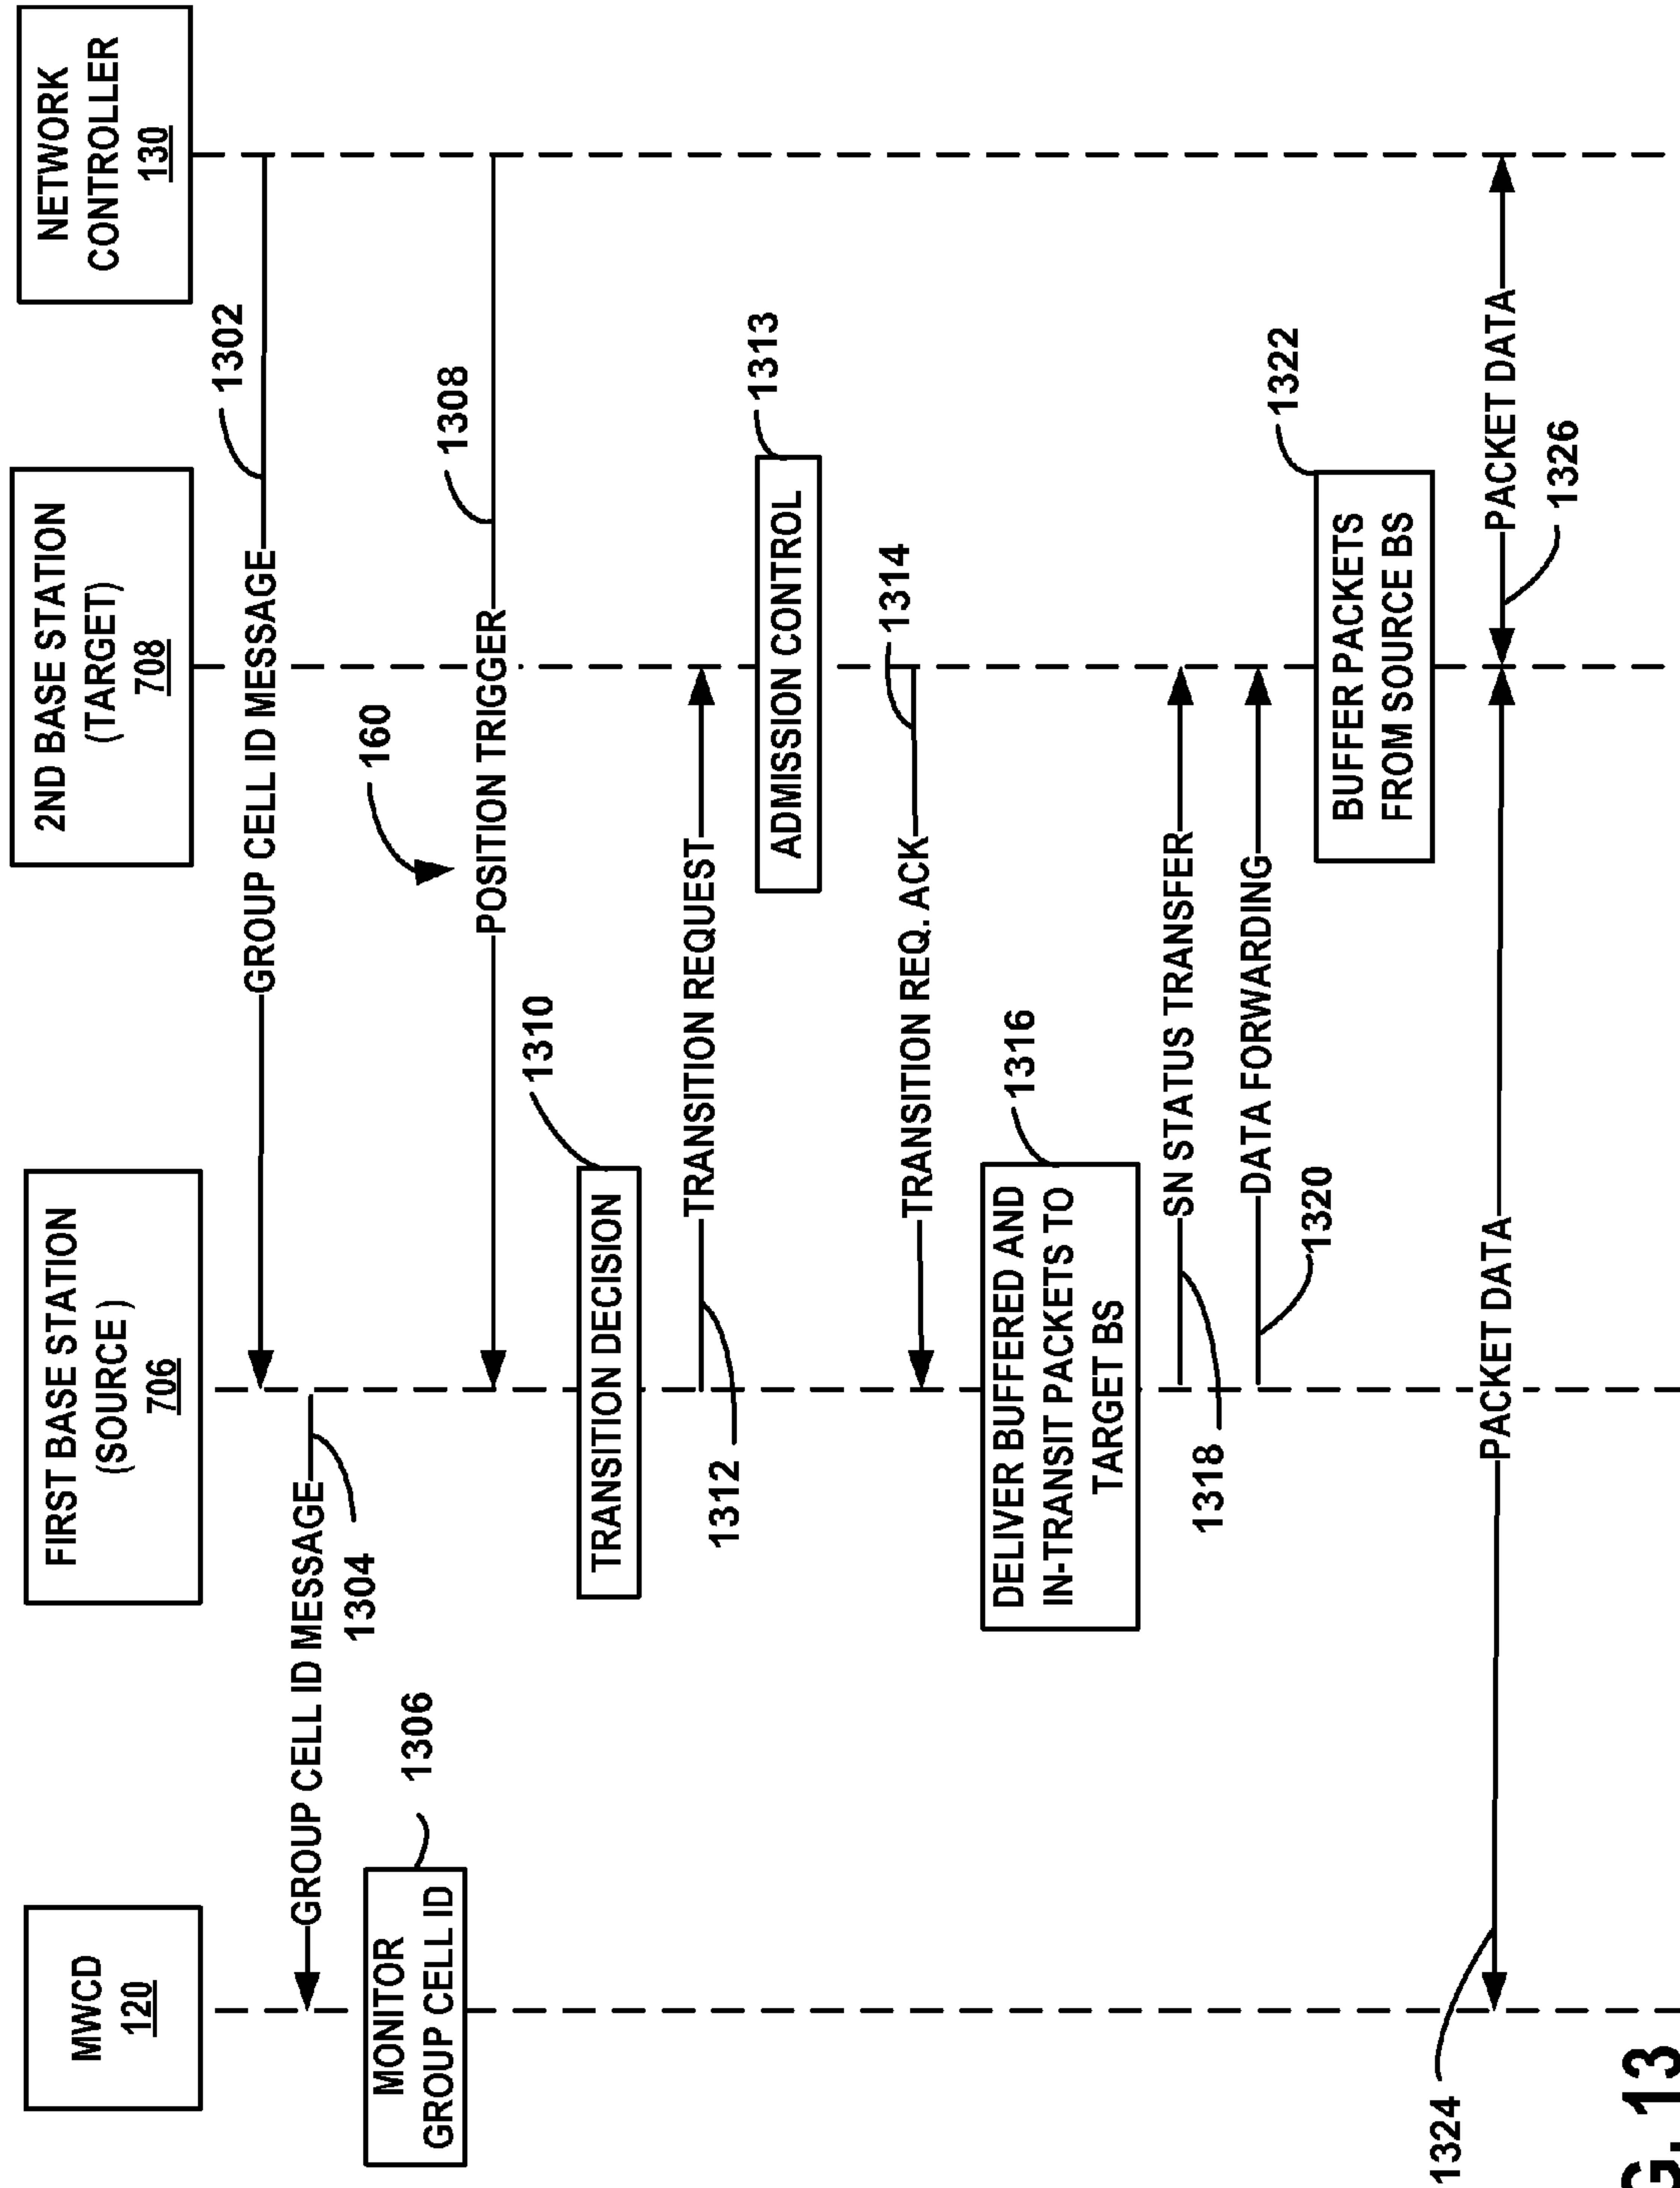 MWCD
120
FIRST BASE STATION
(SOURCE )
706
2ND BASE STATION
(TARGET)
708
NETWORK
CONTROLLER
130
GROUP CELL ID MESSAGE
1302
GROUP CELL ID MESSAGE
1304
MONITOR
GROUP CELL ID
1306
160
POSITION TRIGGER
1308
TRANSITION DECISION
1310
TRANSITION REQUEST
1312
ADMISSION CONTROL
1313
TRANSITION REQ. ACK
1314
DELIVER BUFFERED AND
IN-TRANSIT PACKETS TO
TARGET BS
1316
SN STATUS TRANSFER
1318
DATA FORWARDING
1320
BUFFER PACKETS
FROM SOURCE BS
1322
PACKET DATA
1324
PACKET DATA
1326
G. 13